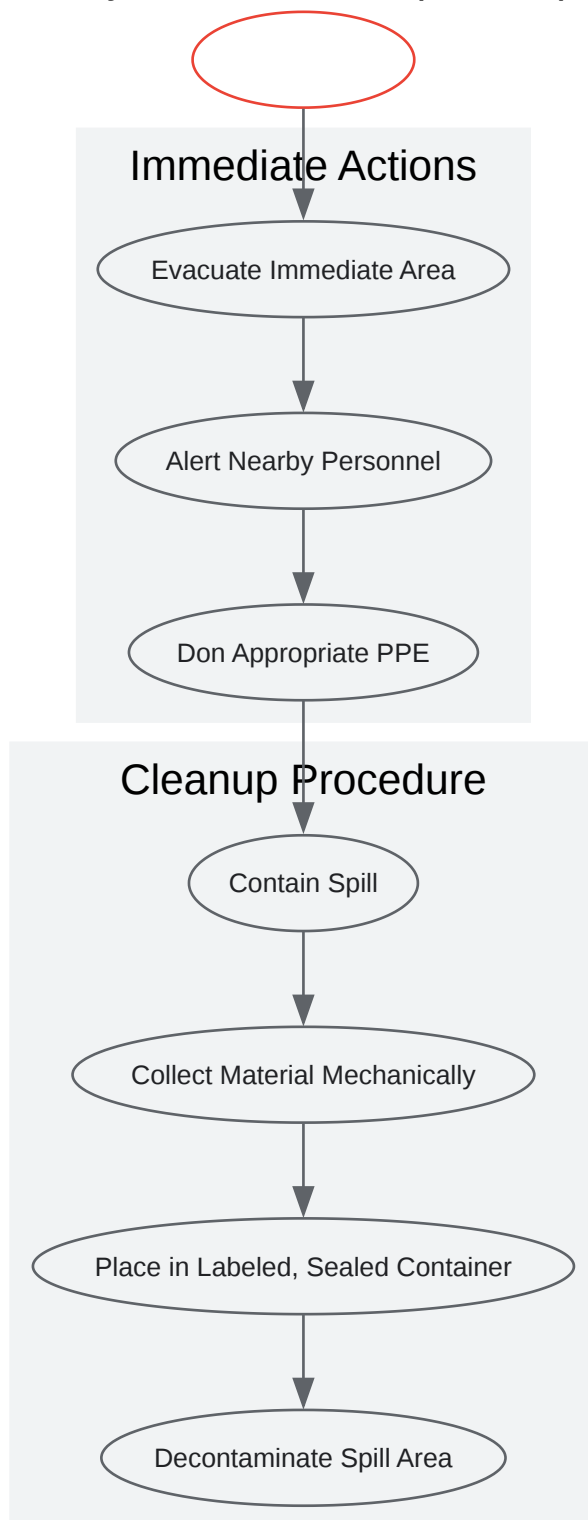 Immediate Actions
Evacuate Immediate Area
Alert Nearby Personnel
Don Appropriate PPE
Cleanup Procedure
Contain Spill
Collect Material Mechanically
Place in Labeled, Sealed Container
Decontaminate Spill Area